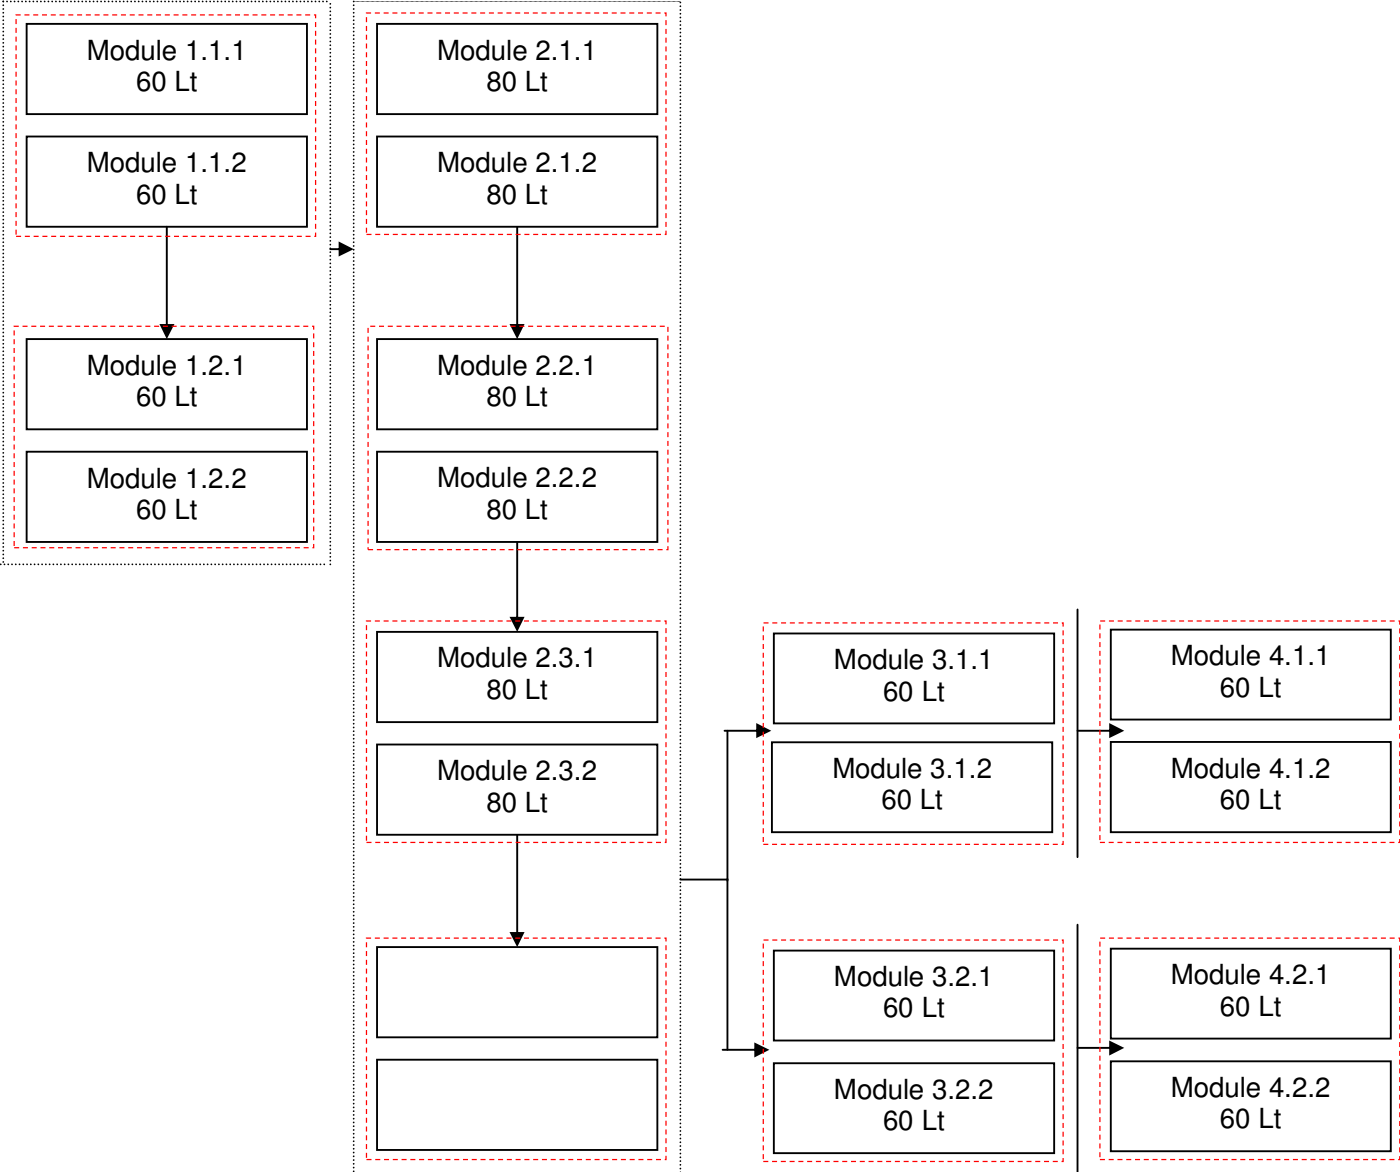 Module 1.1.1
60 Lt
Module 1.1.2
60 Lt
Module 1.2.1
60 Lt
Module 1.2.2
60 Lt
Module 2.1.1
80 Lt
Module 2.1.2
80 Lt
Module 2.2.1
80 Lt
Module 2.2.2
80 Lt
Module 2.3.1
80 Lt
Module 2.3.2
80 Lt
Module 3.1.1
60 Lt
Module 3.1.2
60 Lt
Module 3.2.1
60 Lt
Module 3.2.2
60 Lt
Module 4.1.1
60 Lt
Module 4.1.2
60 Lt
Module 4.2.1
60 Lt
Module 4.2.2
60 Lt